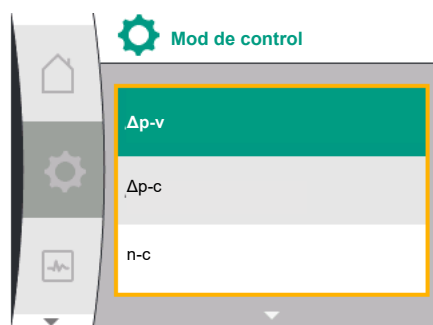 Mod de control
Δp-v
Δp-c
n-c